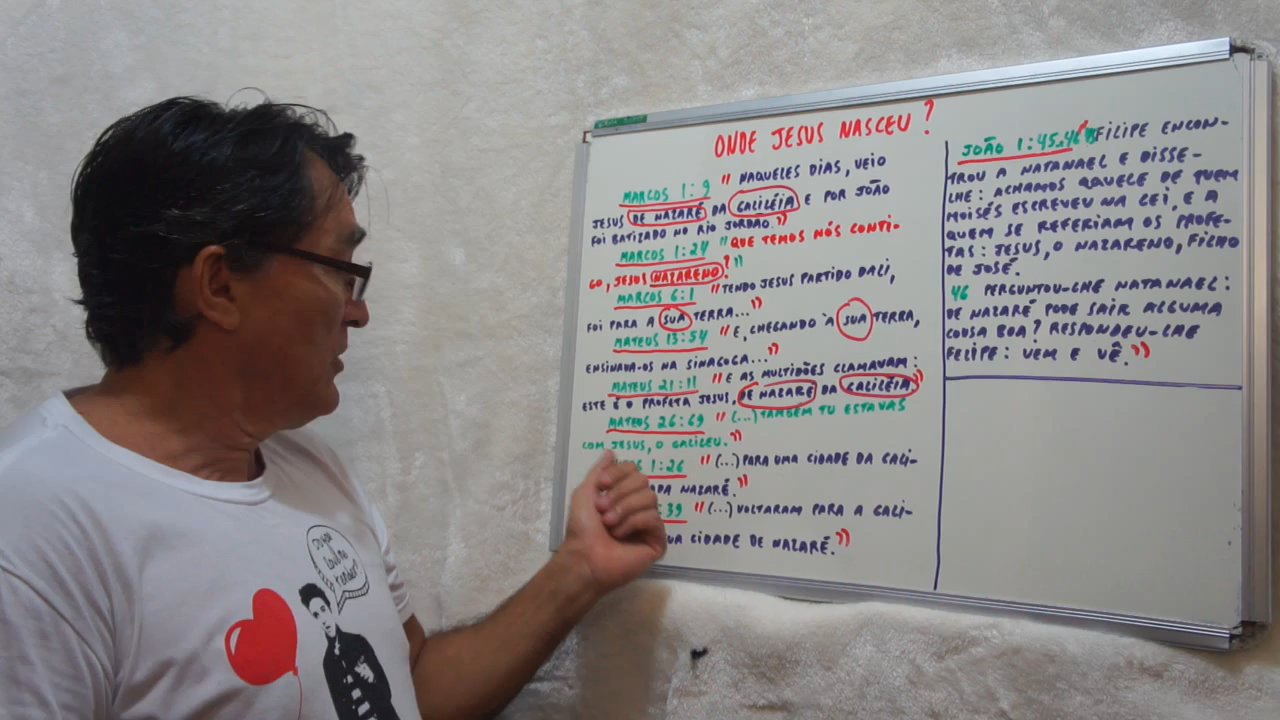 ONDE JESUS NASCEU?
MARCOS 1:9 "NAQUELES DIAS, VEIO
JESUS DE NAZARÉ DA GALILÉIA E POR JOÃO
FOI BATIZADO NO RIO JORDÃO."
MARCOS 1:24 "QUE TEMOS NÓS CONTI-
GO, JESUS NAZARENO?"
MARCOS 6:1 "TENDO JESUS PARTIDO DALI,
FOI PARA A SUA TERRA..."
MATEUS 13:54 "E, CHEGANDO À SUA TERRA,
ENSINAVA-OS NA SINAGOGA..."
MATEUS 21:11 "E AS MULTIDÕES CLAMAVAM:
ESTE É O PROFETA JESUS, DE NAZARÉ DA GALILÉIA"
MATEUS 26:69 "(...) TAMBÉM TU ESTAVAS
COM JESUS, O GALILEU."
1:26 "(...) PARA UMA CIDADE DA GALI-
ADA NAZARÉ."
:39 "(...) VOLTARAM PARA A GALI-
UA CIDADE DE NAZARÉ."
JOÃO 1:45,46 "FILIPE ENCON-
TROU A NATANAEL E DISSE-
LHE: ACHAMOS AQUELE DE QUEM
MOISÉS ESCREVEU NA LEI, E A
QUEM SE REFERIAM OS PROFE-
TAS: JESUS, O NAZARENO, FILHO
DE JOSÉ.
46 PERGUNTOU-LHE NATANAEL:
DE NAZARÉ PODE SAIR ALGUMA
COUSA BOA? RESPONDEU-LHE
FELIPE: VEM E VÊ."